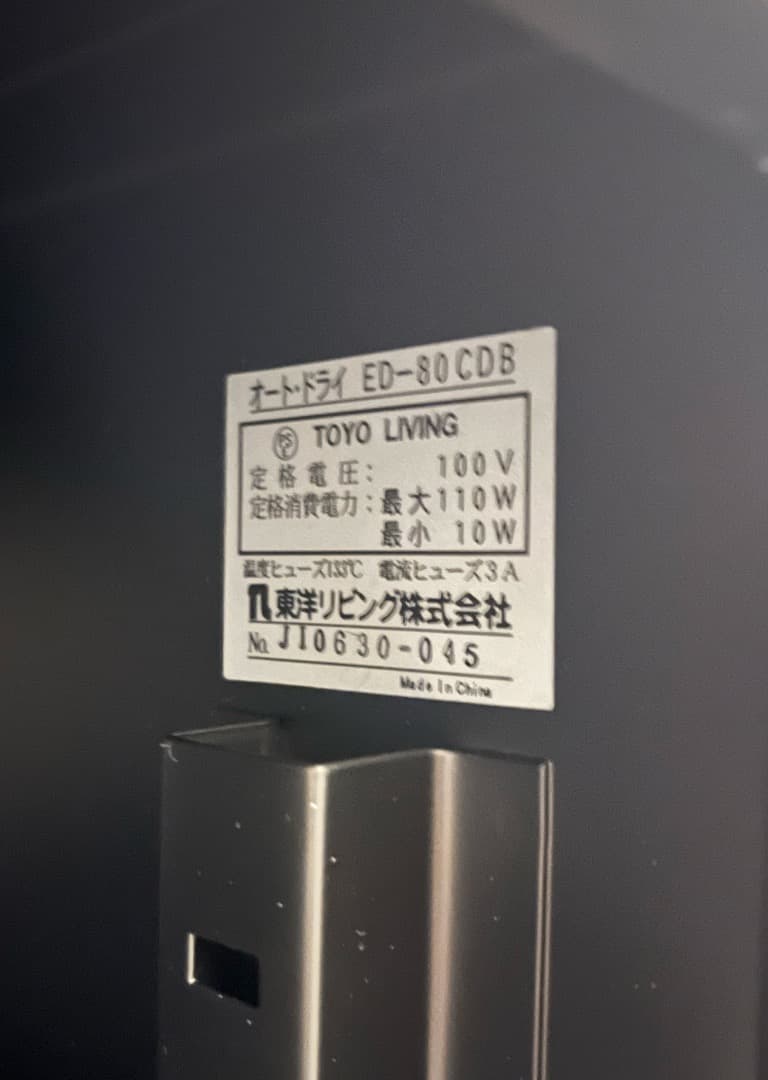 オート・ドライ ED-80CDB
PSE TOYO LIVING
定格電圧: 100V
定格消費電力:最大110W
最小 10W
温度ヒューズ133℃ 電流ヒューズ3A
東洋リビング株式会社
No. JI0630-045
Made In China